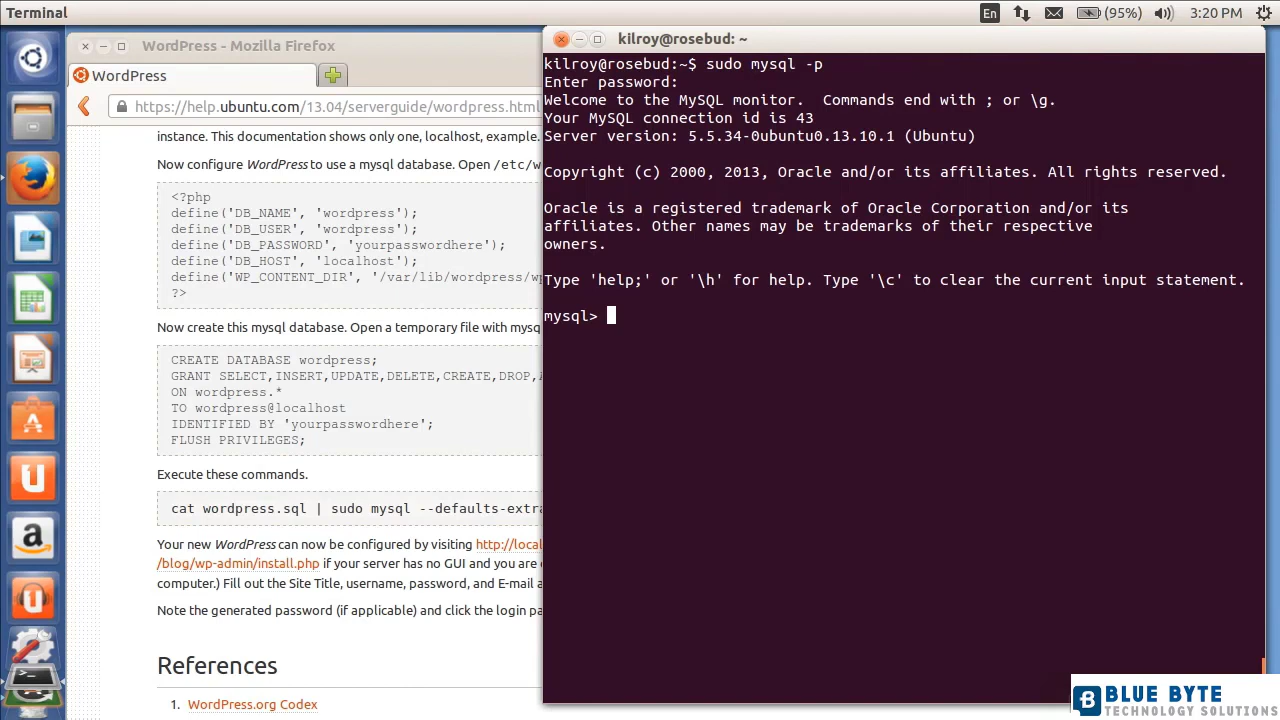 Terminal
En
(95%)
3:20 PM
WordPress - Mozilla Firefox
WordPress
https://help.ubuntu.com/13.04/serverguide/wordpress.html
instance. This documentation shows only one, localhost, example.
Now configure WordPress to use a mysql database. Open /etc/w
<?php
define('DB_NAME', 'wordpress');
define('DB_USER', 'wordpress');
define('DB_PASSWORD', 'yourpasswordhere');
define('DB_HOST', 'localhost');
define('WP_CONTENT_DIR', '/var/lib/wordpress/wp
?>
Now create this mysql database. Open a temporary file with mysq
CREATE DATABASE wordpress;
GRANT SELECT,INSERT,UPDATE,DELETE,CREATE,DROP,A
ON wordpress.*
TO wordpress@localhost
IDENTIFIED BY 'yourpasswordhere';
FLUSH PRIVILEGES;
Execute these commands.
cat wordpress.sql | sudo mysql --defaults-extra
Your new WordPress can now be configured by visiting http://local
/blog/wp-admin/install.php if your server has no GUI and you are
computer.) Fill out the Site Title, username, password, and E-mail a
Note the generated password (if applicable) and click the login pa
References
1. WordPress.org Codex
kilroy@rosebud: ~
kilroy@rosebud:~$ sudo mysql -p
Enter password:
Welcome to the MySQL monitor.  Commands end with ; or \g.
Your MySQL connection id is 43
Server version: 5.5.34-0ubuntu0.13.10.1 (Ubuntu)
Copyright (c) 2000, 2013, Oracle and/or its affiliates. All rights reserved.
Oracle is a registered trademark of Oracle Corporation and/or its
affiliates. Other names may be trademarks of their respective
owners.
Type 'help;' or '\h' for help. Type '\c' to clear the current input statement.
mysql>
BLUE BYTE
TECHNOLOGY SOLUTIONS